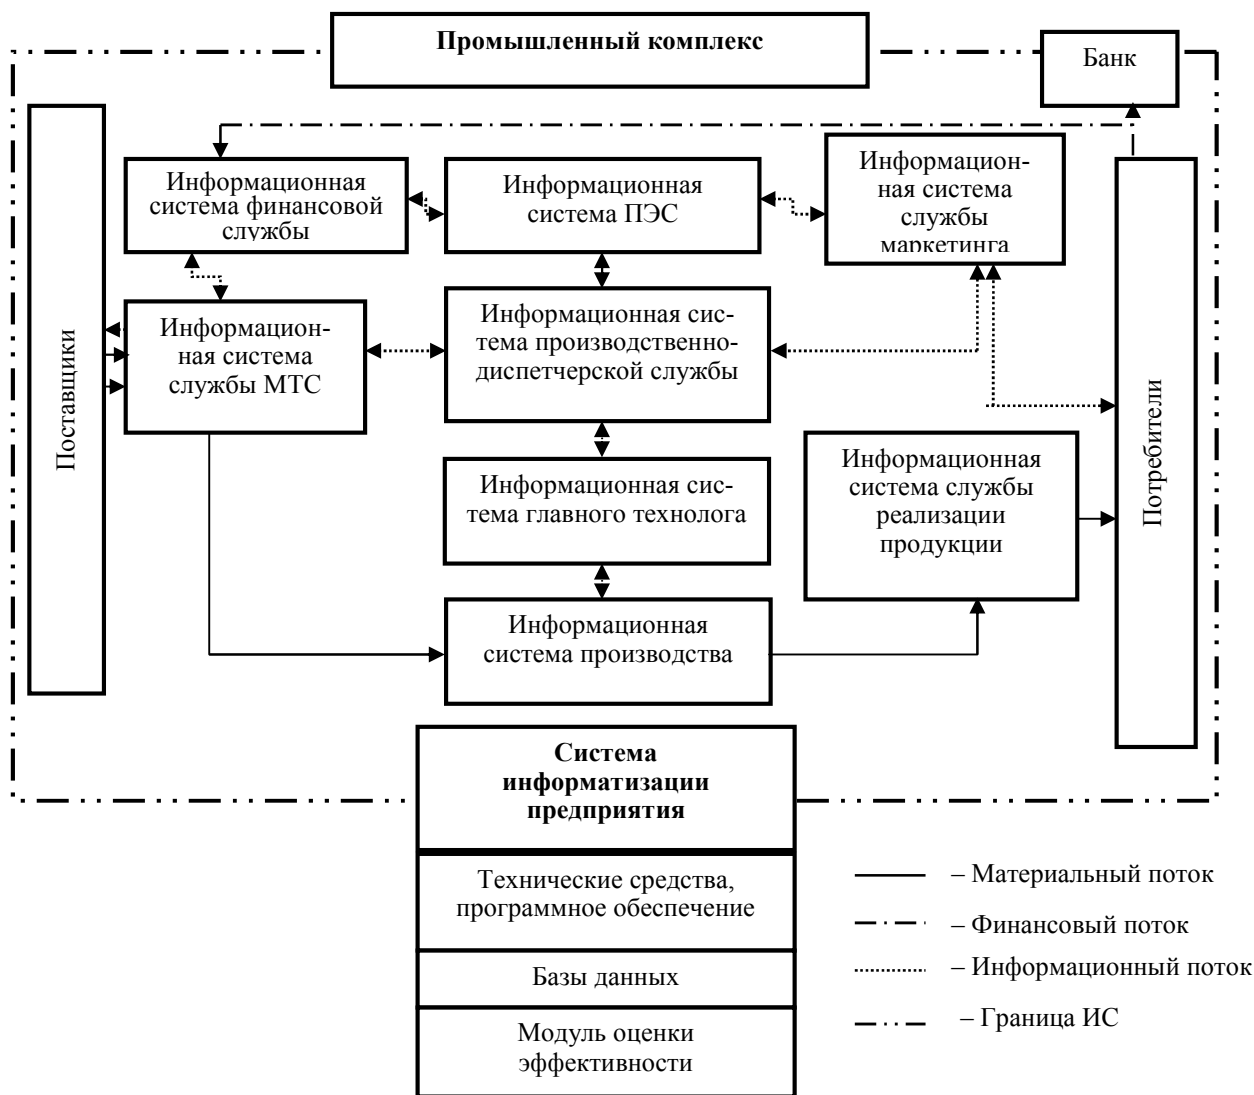 Промышленный комплекс
Банк
Поставщики
Информационная
система финансовой
службы
Информационная
система ПЭС
Информацион-
ная система
службы
маркетинга
Информацион-
ная система
службы МТС
Информационная сис-
тема производственно-
диспетчерской службы
Потребители
Информационная сис-
тема главного технолога
Информационная
система службы
реализации
продукции
Информационная
система производства
Система
информатизации
предприятия
Технические средства,
программное обеспечение
Базы данных
Модуль оценки
эффективности
– Материальный поток
– Финансовый поток
– Информационный поток
– Граница ИС